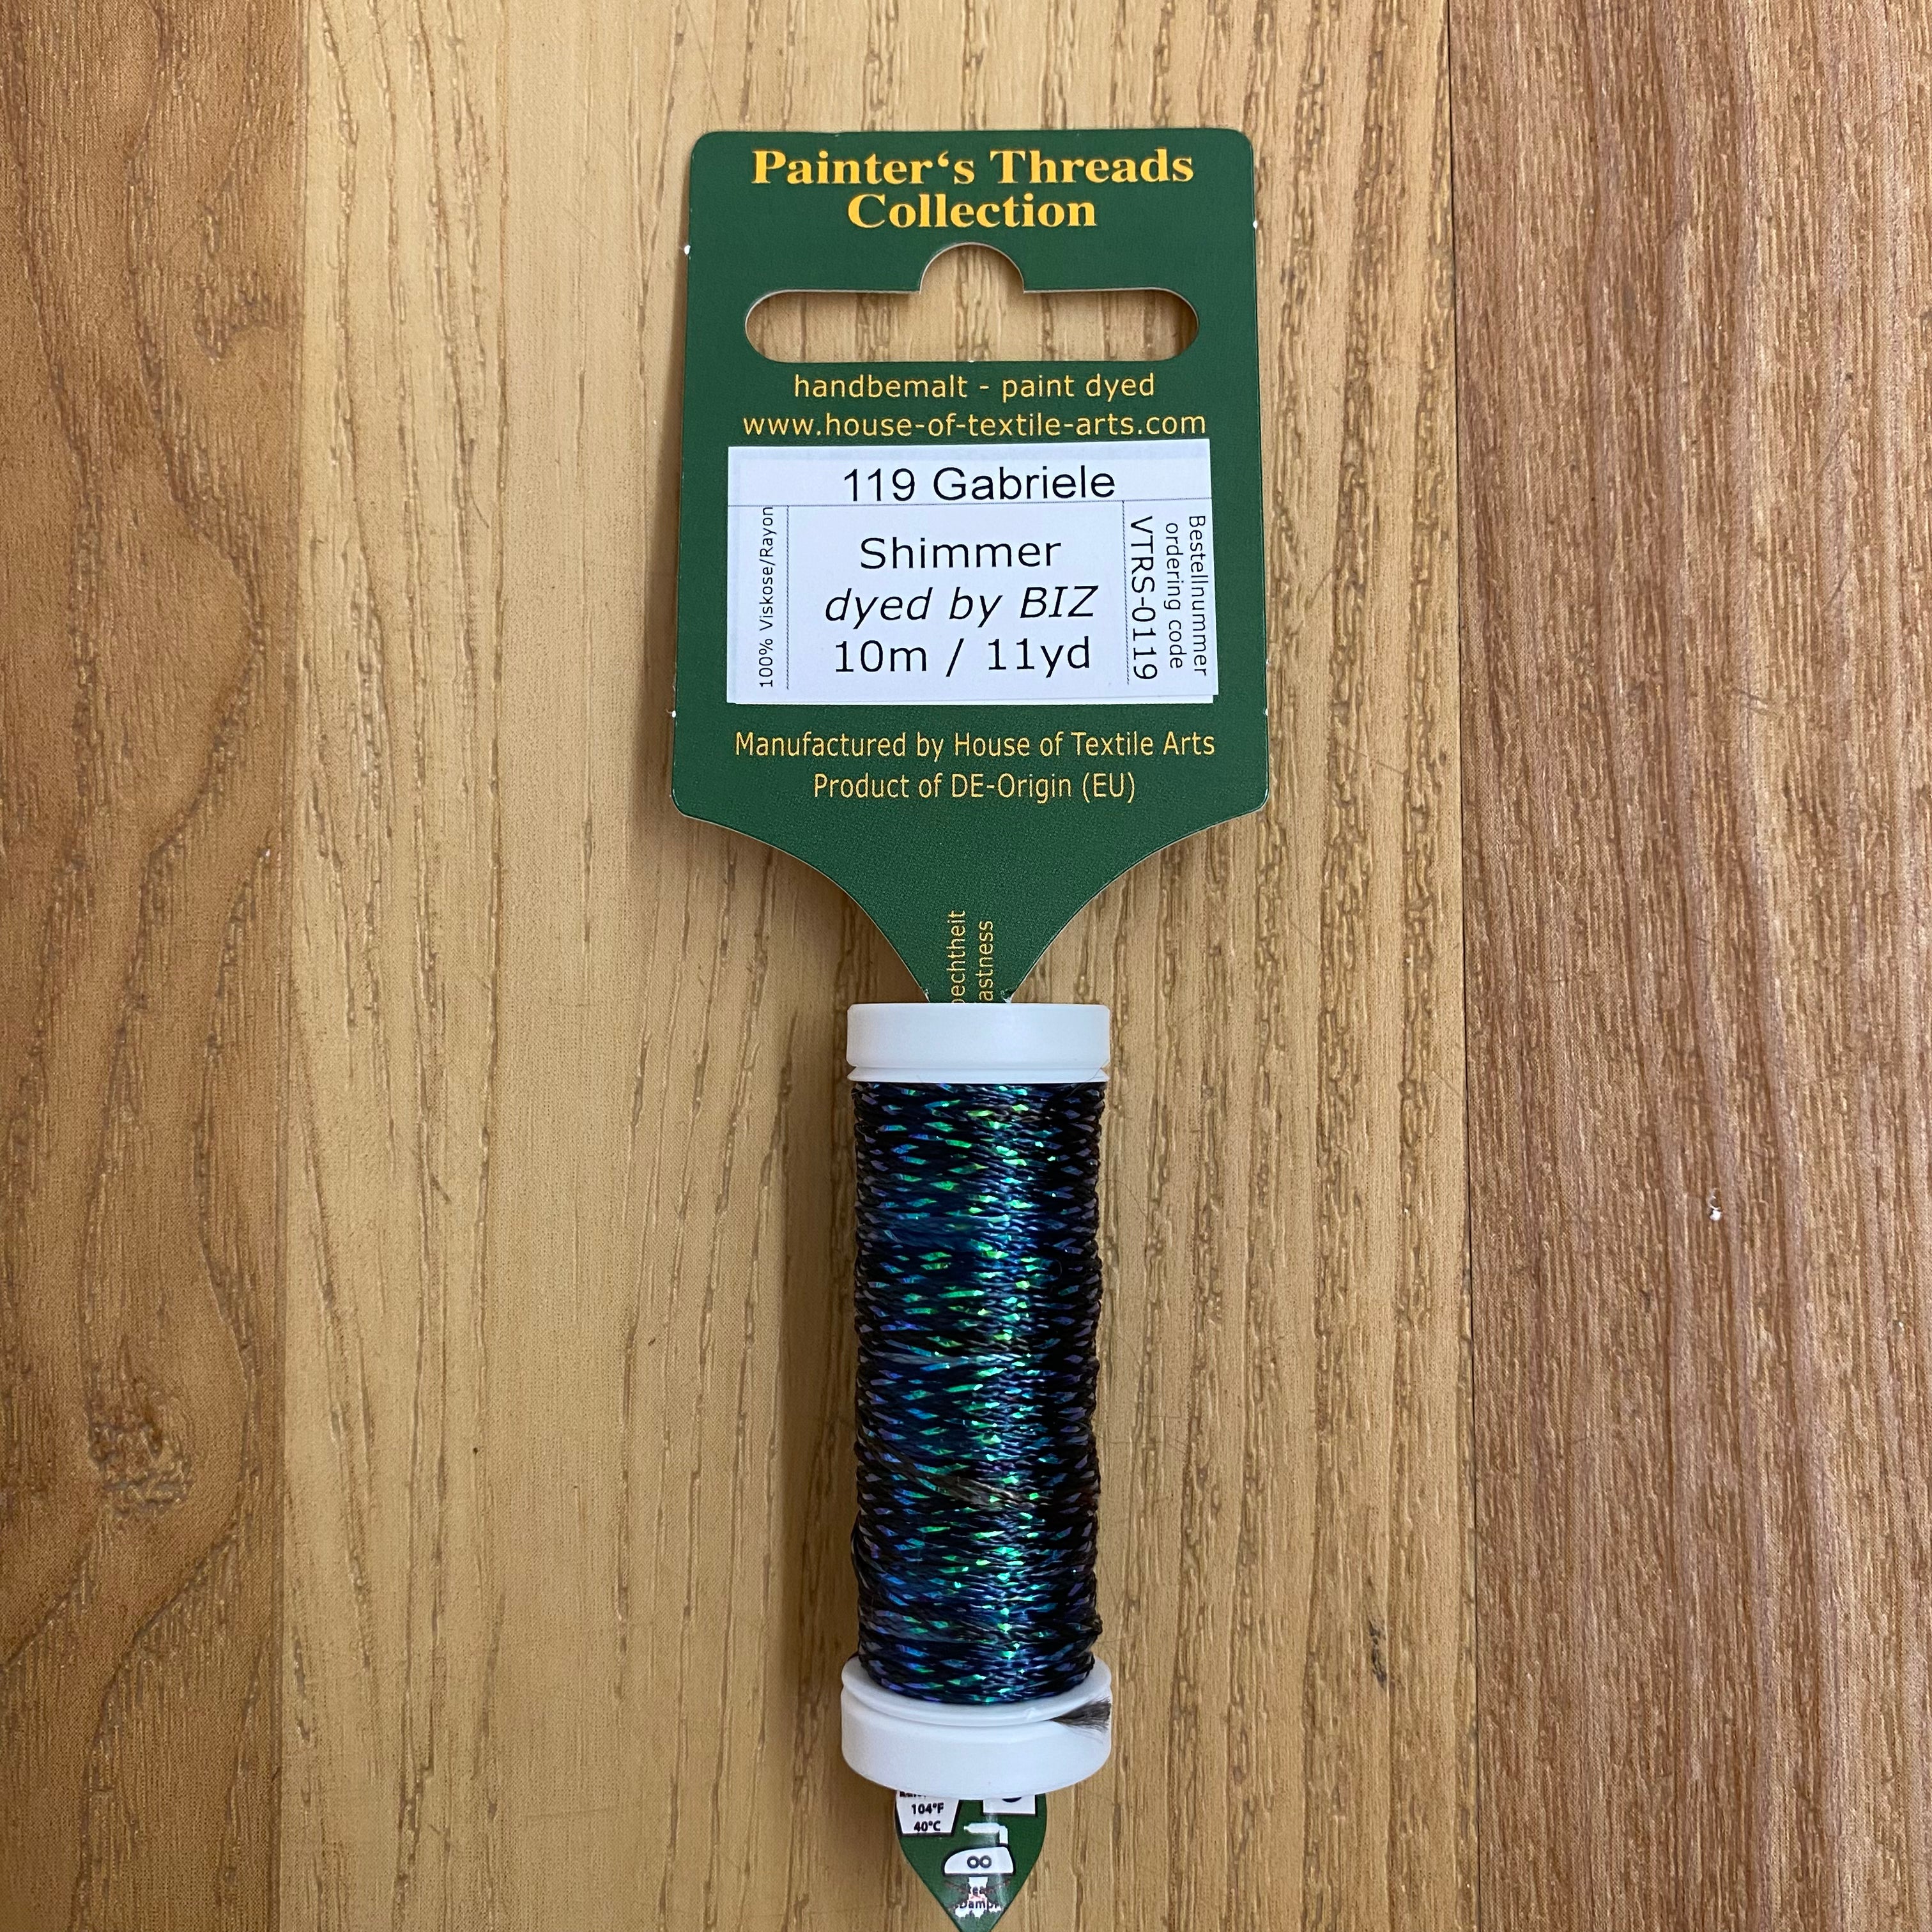 Painter‘s Threads
Collection
handbemalt - paint dyed
www.house-of-textile-arts.com
119 Gabriele
100% Viskose/Rayon
Shimmer
dyed by BIZ
10m / 11yd
Bestellnummer
ordering code
VTRS-0119
Manufactured by House of Textile Arts
Product of DE-Origin (EU)
104°F
40°C